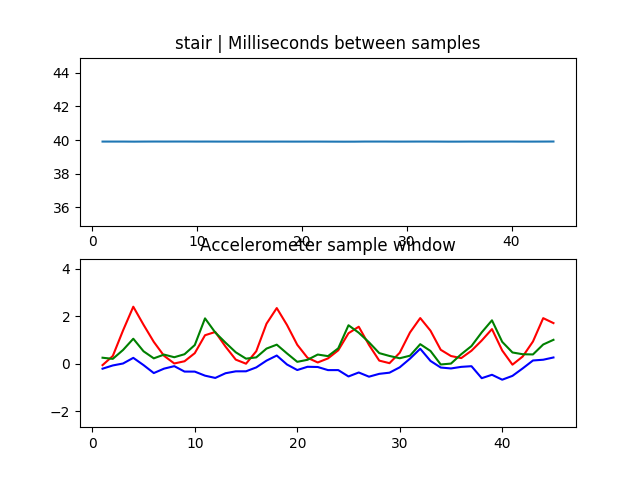 stair | Milliseconds between samples
44
42
40
38
36
0 10 20 30 40
Accelerometer sample window
4
2
0
−2
0 10 20 30 40